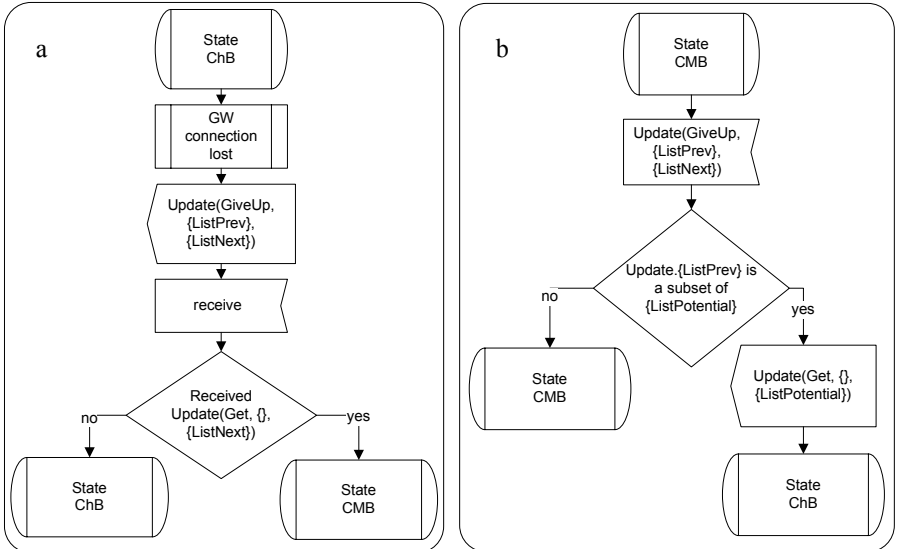 a
State
ChB
GW
connection
lost
Update(GiveUp,
{ListPrev},
{ListNext})
receive
Received
Update(Get, {},
{ListNext})
no
yes
State
ChB
State
CMB
b
State
CMB
Update(GiveUp,
{ListPrev},
{ListNext})
Update.{ListPrev} is
a subset of
{ListPotential}
no
yes
State
CMB
Update(Get, {},
{ListPotential})
State
ChB